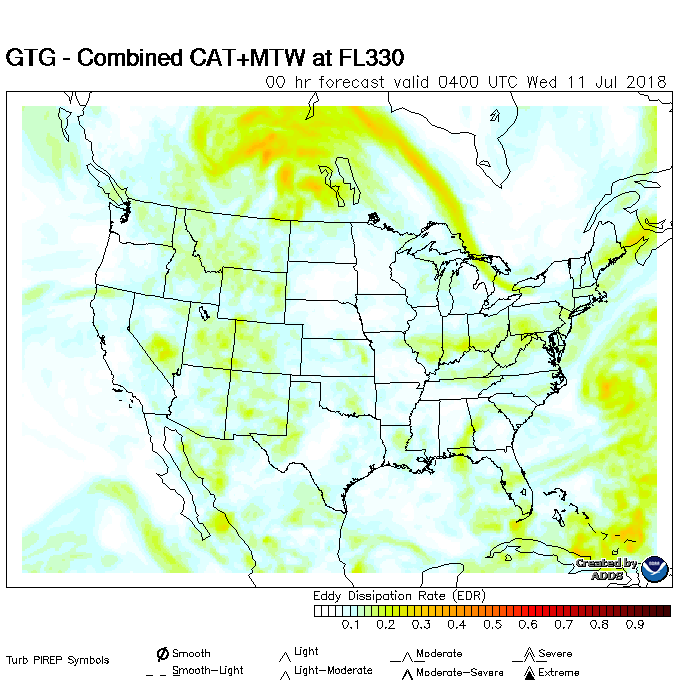 GTG - Combined CAT+MTW at FL330
00 hr forecast valid 0400 UTC Wed 11 Jul 2018
Created by
ADDS
Eddy Dissipation Rate (EDR)
0.1 0.2 0.3 0.4 0.5 0.6 0.7 0.8 0.9
Turb PIREP Symbols
Smooth Light Moderate Severe
Smooth-Light Light-Moderate Moderate-Severe Extreme